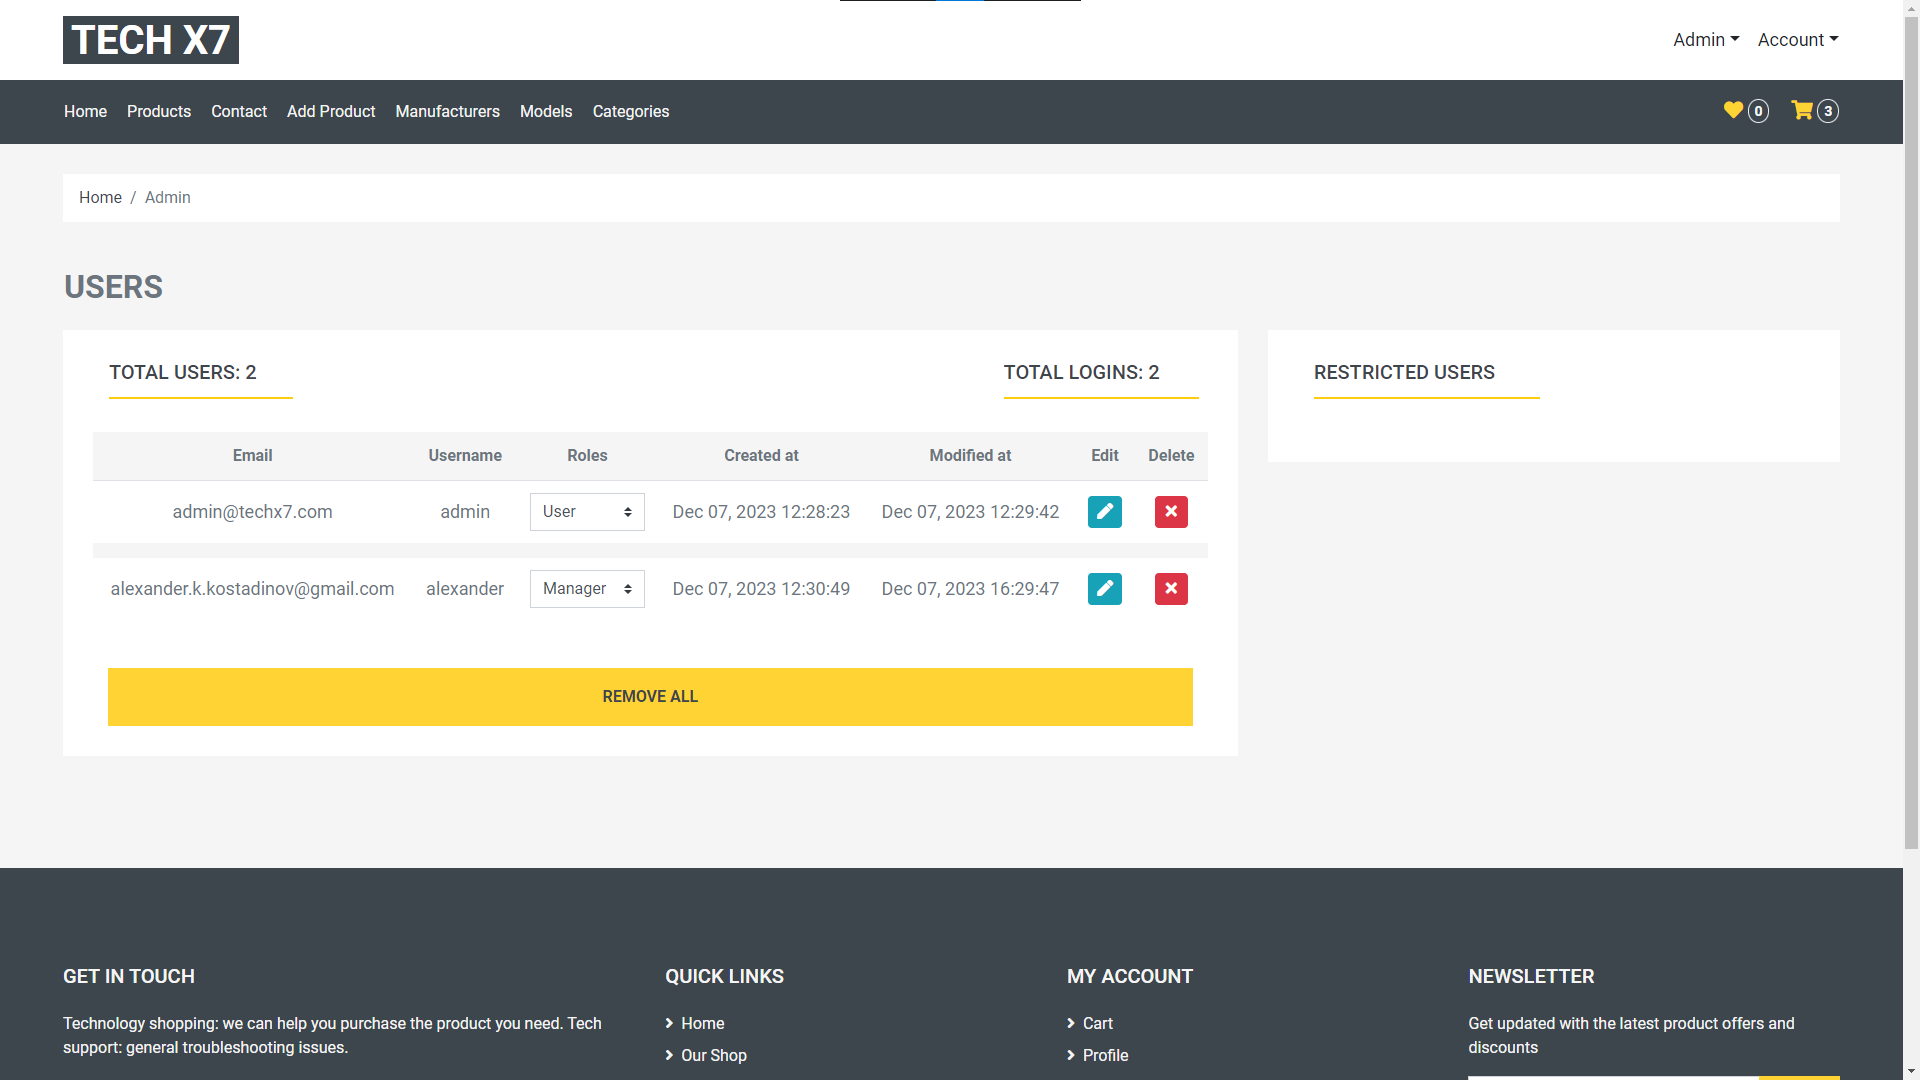 TECH X7
Admin Account
Home Products Contact Add Product Manufacturers Models Categories 0 3
Home / Admin
USERS
TOTAL USERS: 2 TOTAL LOGINS: 2
Email Username Roles Created at Modified at Edit Delete
admin@techx7.com admin User Dec 07, 2023 12:28:23 Dec 07, 2023 12:29:42
alexander.k.kostadinov@gmail.com alexander Manager Dec 07, 2023 12:30:49 Dec 07, 2023 16:29:47
REMOVE ALL
RESTRICTED USERS
GET IN TOUCH
Technology shopping: we can help you purchase the product you need. Tech
support: general troubleshooting issues.
QUICK LINKS
Home
Our Shop
MY ACCOUNT
Cart
Profile
NEWSLETTER
Get updated with the latest product offers and
discounts